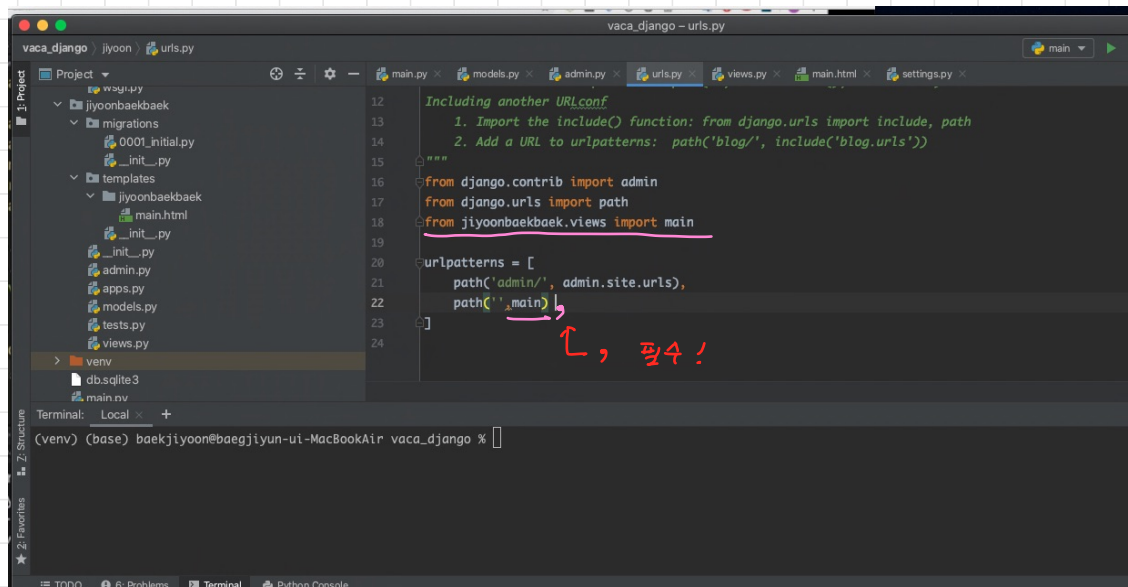 vaca_django – urls.py
vaca_django 〉 jiyoon 〉 urls.py
main
Project
main.py
models.py
admin.py
urls.py
views.py
main.html
settings.py
1: Project
wsgi.py
jiyoonbaekbaek
migrations
0001_initial.py
__init__.py
templates
jiyoonbaekbaek
main.html
__init__.py
__init__.py
admin.py
apps.py
models.py
tests.py
views.py
venv
db.sqlite3
main.py
12 Including another URLconf
13 1. Import the include() function: from django.urls import include, path
14 2. Add a URL to urlpatterns:  path('blog/', include('blog.urls'))
15 """
16 from django.contrib import admin
17 from django.urls import path
18 from jiyoonbaekbaek.views import main
19
20 urlpatterns = [
21 path('admin/', admin.site.urls),
22 path('',main) ,
23 ]
24
, 필수!
Terminal: Local × +
(venv) (base) baekjiyoon@baegjiyun-ui-MacBookAir vaca_django %
Z: Structure
2: Favorites
TODO
6: Problems
Terminal
Python Console